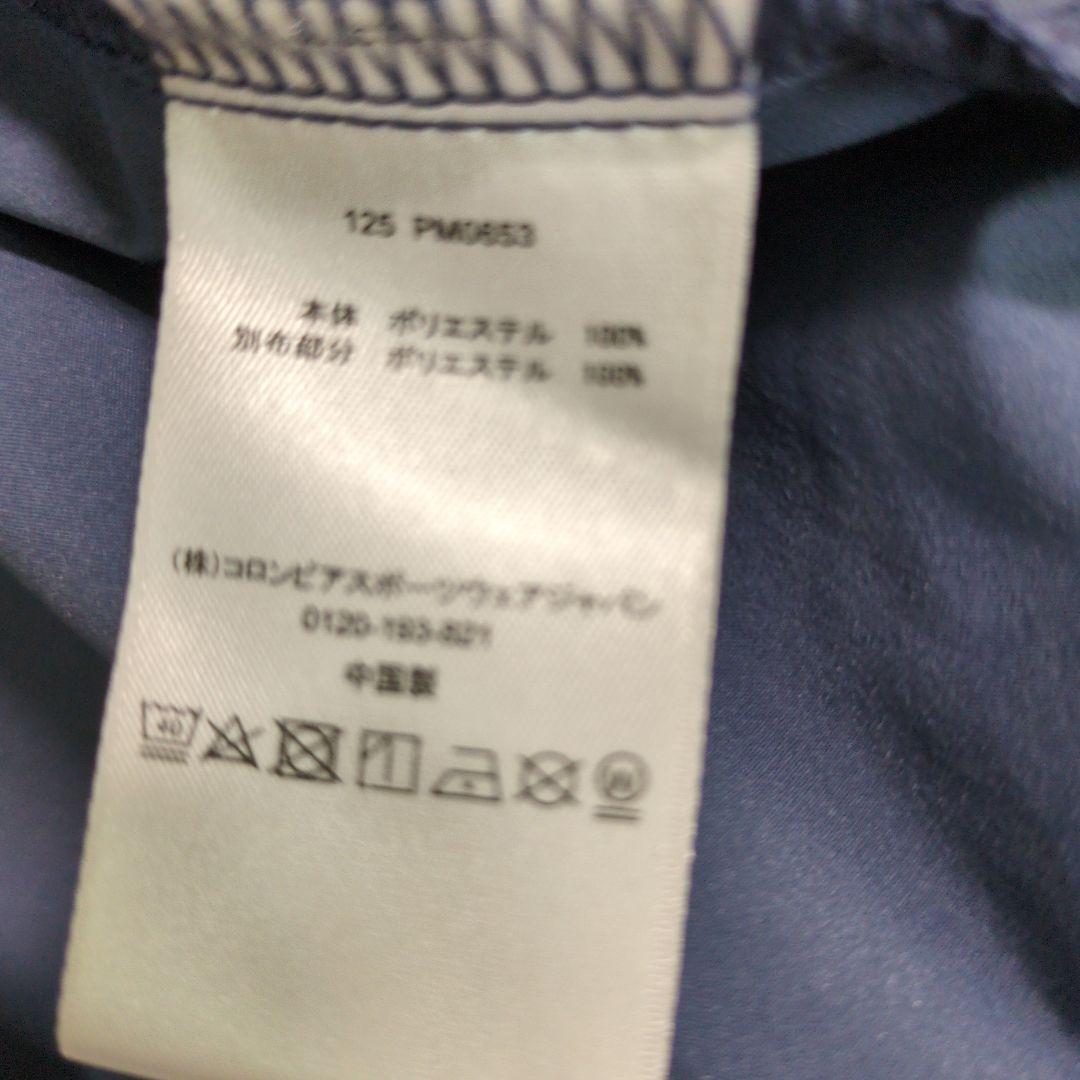 125 PM0653
本体 ポリエステル 100%
別布部分 ポリエステル 100%
(株)コロンビアスポーツウェアジャパン
0120-193-821
中国製
40